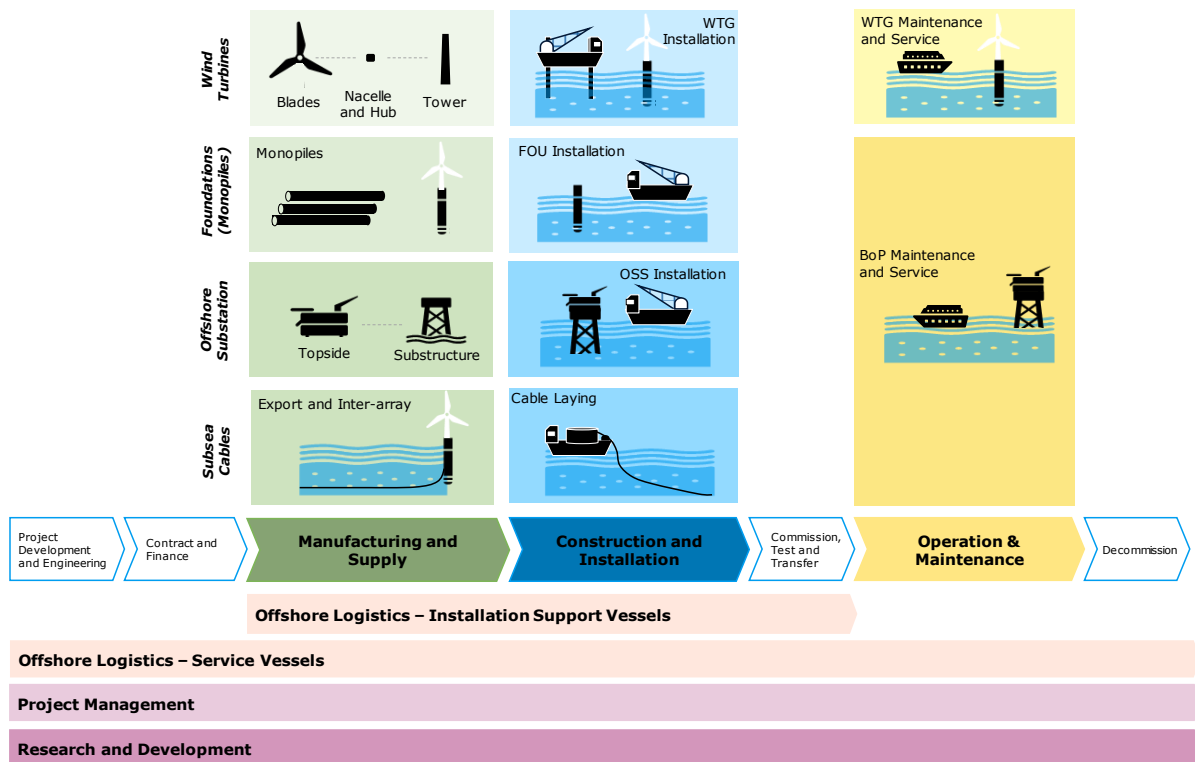 Wind
Turbines
Blades
Nacelle
and Hub
Tower
WTG
Installation
WTG Maintenance
and Service
Foundations
(Monopiles)
Monopiles
FOU Installation
Offshore
Substation
Topside
Substructure
OSS Installation
BoP Maintenance
and Service
Subsea
Cables
Export and Inter-array
Cable Laying
Project
Development
and Engineering
Contract and
Finance
Manufacturing and
Supply
Construction and
Installation
Commission,
Test and
Transfer
Operation &
Maintenance
Decommission
Offshore Logistics – Installation Support Vessels
Offshore Logistics – Service Vessels
Project Management
Research and Development